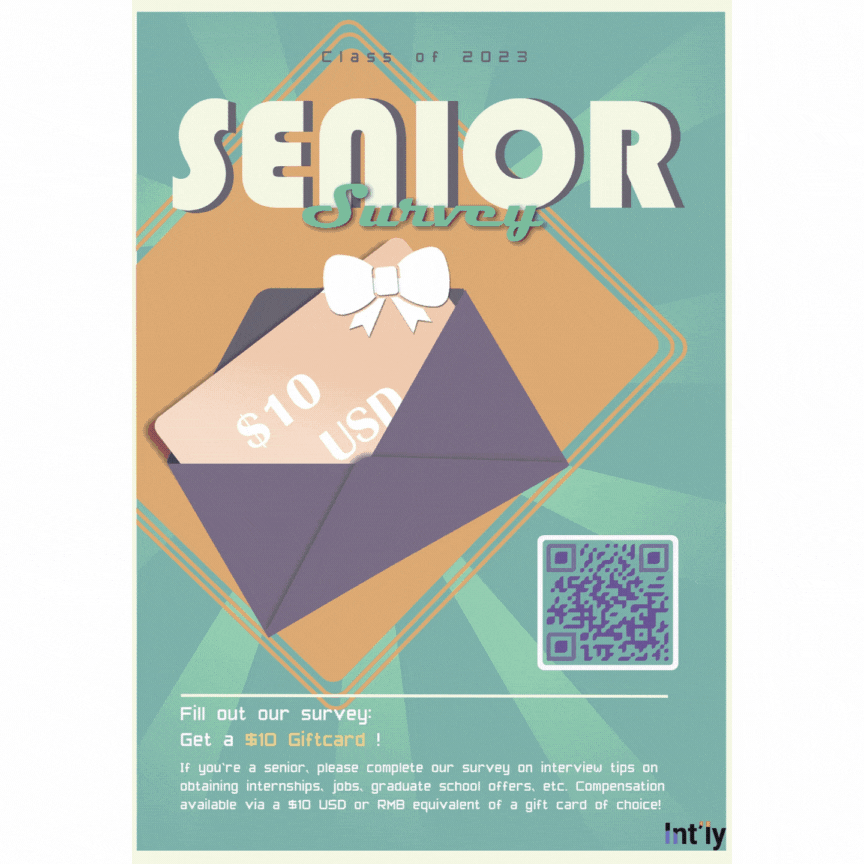 Class of 2023
SENIOR
Survey
$10
USD
Fill out our survey:
Get a $10 Giftcard !
If you're a senior, please complete our survey on interview tips on
obtaining internships, jobs, graduate school offers, etc. Compensation
available via a $10 USD or RMB equivalent of a gift card of choice!
Int'ly